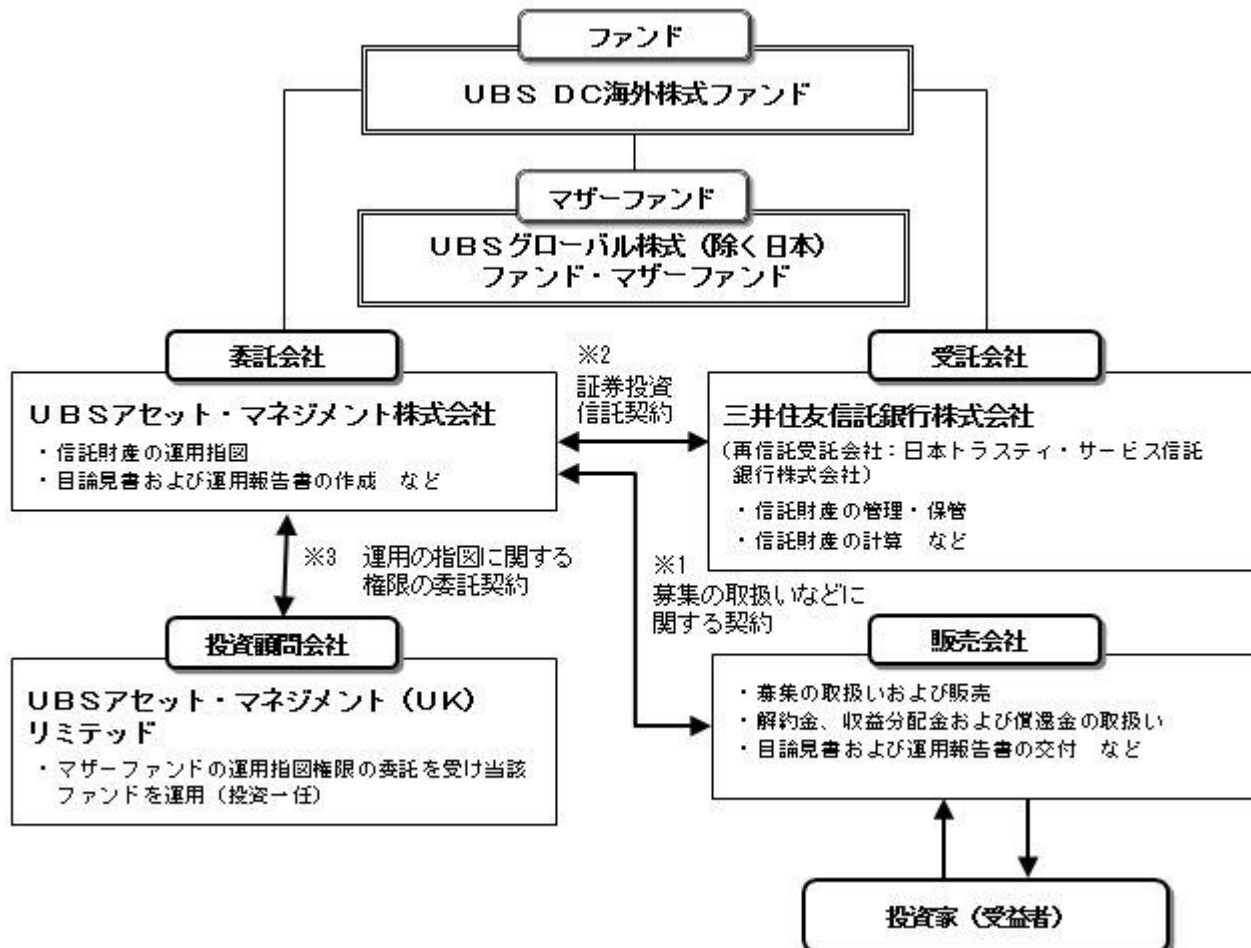 ファンド
UBS DC海外株式ファンド
マザーファンド
UBSグローバル株式(除く日本)
ファンド・マザーファンド
委託会社
UBSアセット・マネジメント株式会社
・信託財産の運用指図
・目論見書および運用報告書の作成 など
※2
証券投資
信託契約
受託会社
三井住友信託銀行株式会社
(再信託受託会社:日本トラスティ・サービス信託
銀行株式会社)
・信託財産の管理・保管
・信託財産の計算 など
※3 運用の指図に関する
権限の委託契約
※1
募集の取扱いなどに
関する契約
投資顧問会社
UBSアセット・マネジメント(UK)
リミテッド
・マザーファンドの運用指図権限の委託を受け当該
ファンドを運用(投資一任)
販売会社
・募集の取扱いおよび販売
・解約金、収益分配金および償還金の取扱い
・目論見書および運用報告書の交付 など
投資家(受益者)